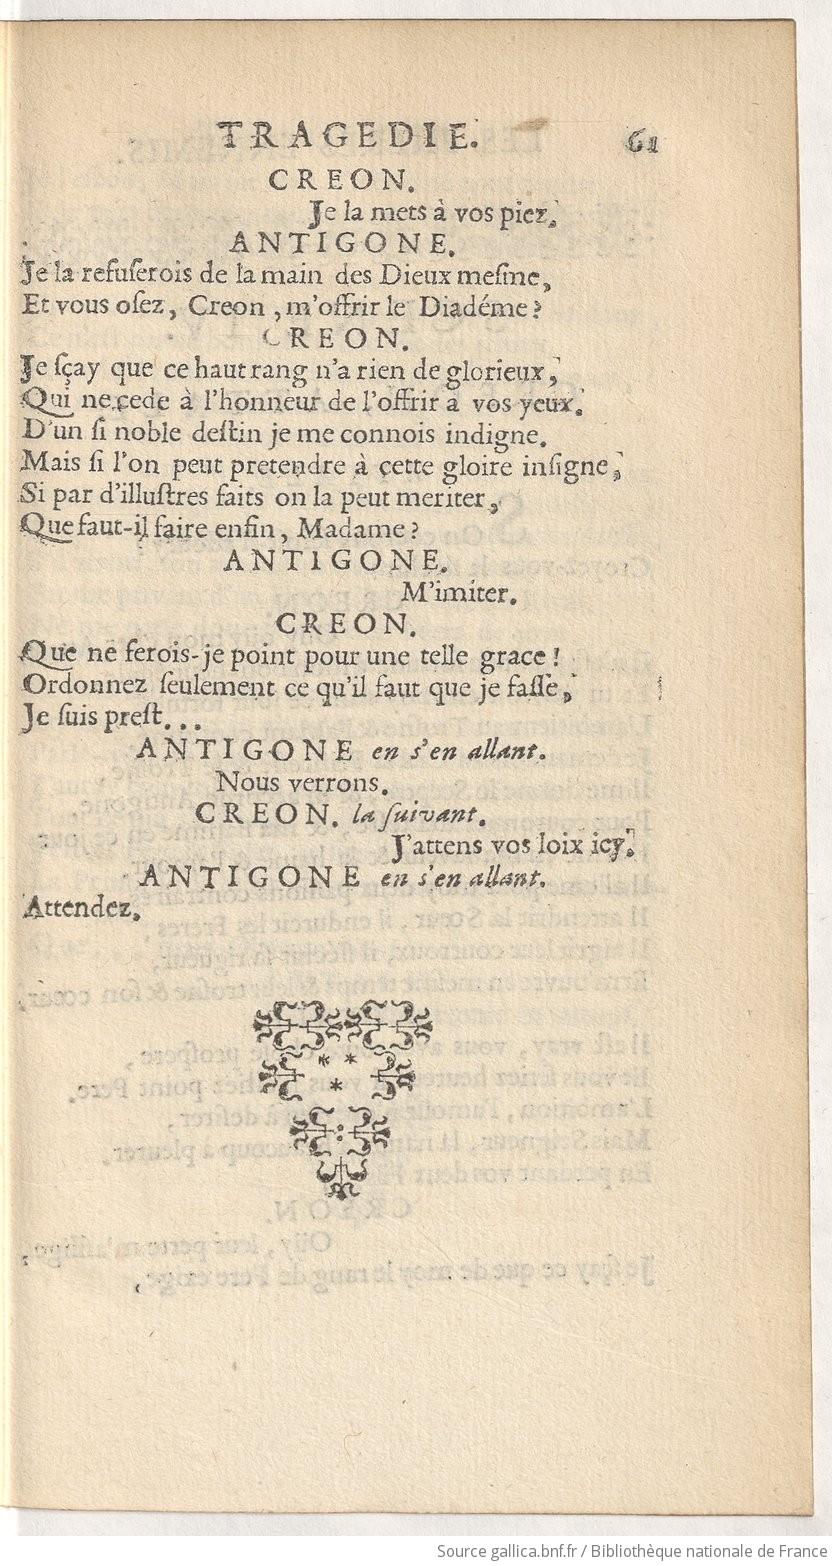 TRAGEDIE. 61
CREON.
Je la mets à vos piez.
ANTIGONE.
Je la refuſerois de la main des Dieux meſme,
Et vous oſez, Creon, m'offrir le Diadéme?
CREON.
Je ſçay que ce haut rang n'a rien de glorieux,
Qui ne cede à l'honneur de l'offrir à vos yeux.
D'un ſi noble deſtin je me connois indigne.
Mais ſi l'on peut pretendre à cette gloire inſigne,
Si par d'illuſtres faits on la peut meriter,
Que faut-il faire enfin, Madame?
ANTIGONE.
M'imiter.
CREON.
Que ne ferois-je point pour une telle grace!
Ordonnez ſeulement ce qu'il faut que je faſſe,
Je ſuis preſt...
ANTIGONE en s'en allant.
Nous verrons.
CREON. la ſuivant.
J'attens vos loix icy.
ANTIGONE en s'en allant.
Attendez.
Source gallica.bnf.fr / Bibliothèque nationale de France